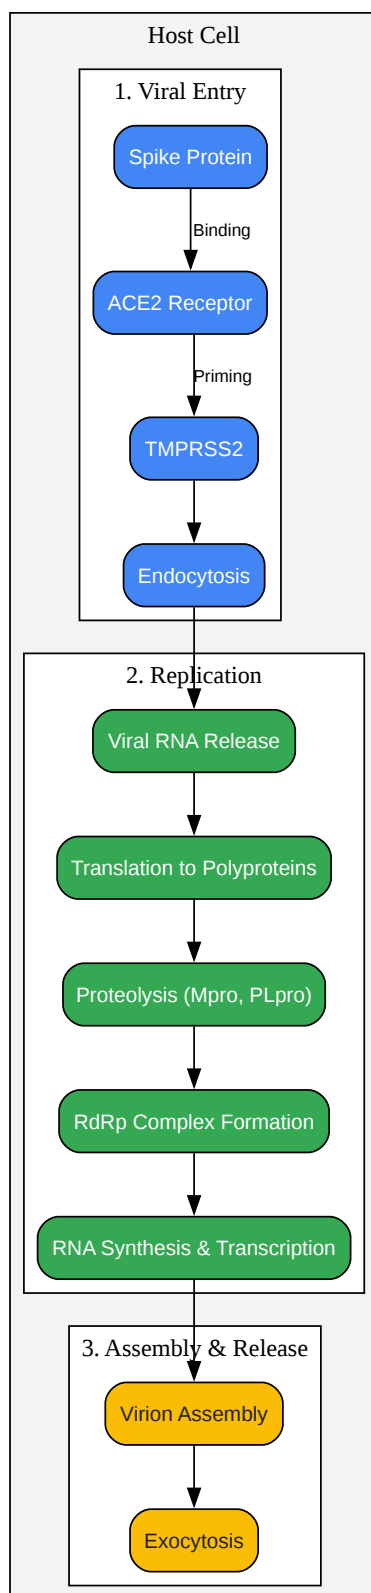 Host Cell
1. Viral Entry
Spike Protein
Binding
ACE2 Receptor
Priming
TMPRSS2
Endocytosis
2. Replication
Viral RNA Release
Translation to Polyproteins
Proteolysis (Mpro, PLpro)
RdRp Complex Formation
RNA Synthesis & Transcription
3. Assembly & Release
Virion Assembly
Exocytosis